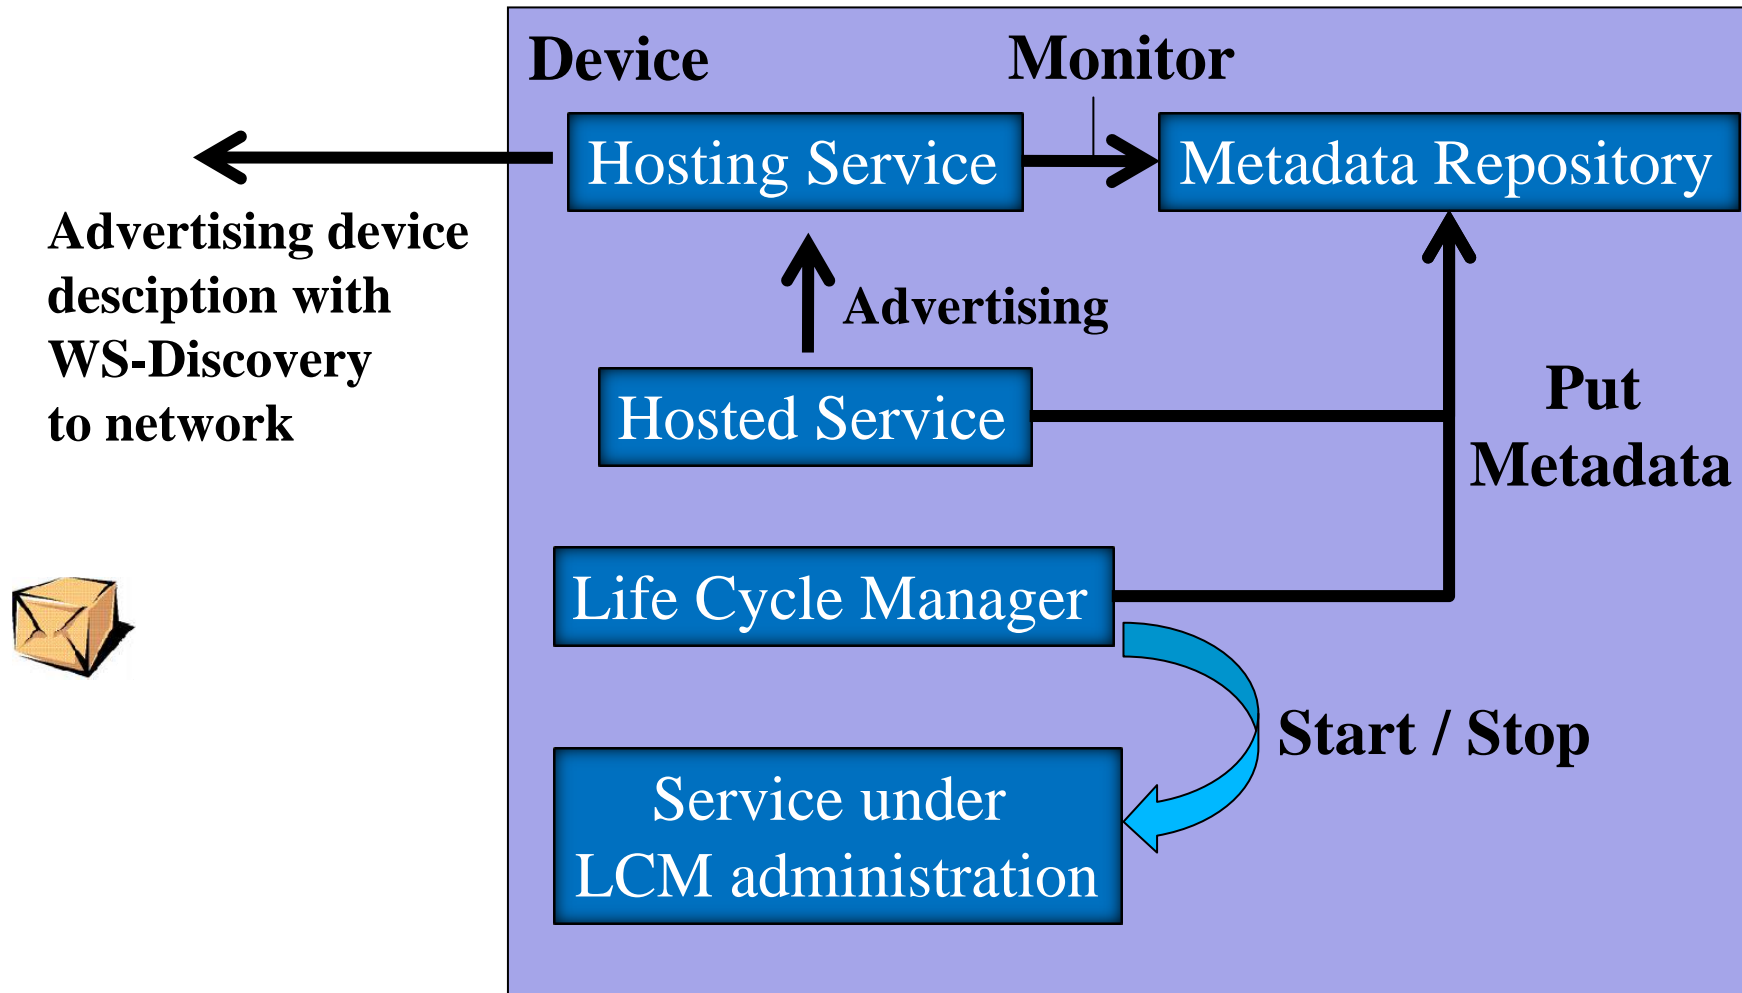 Device
Monitor
Hosting Service
Metadata Repository
Advertising device
desciption with
WS-Discovery
to network
Advertising
Hosted Service
Put
Metadata
Life Cycle Manager
Start / Stop
Service under
LCM administration